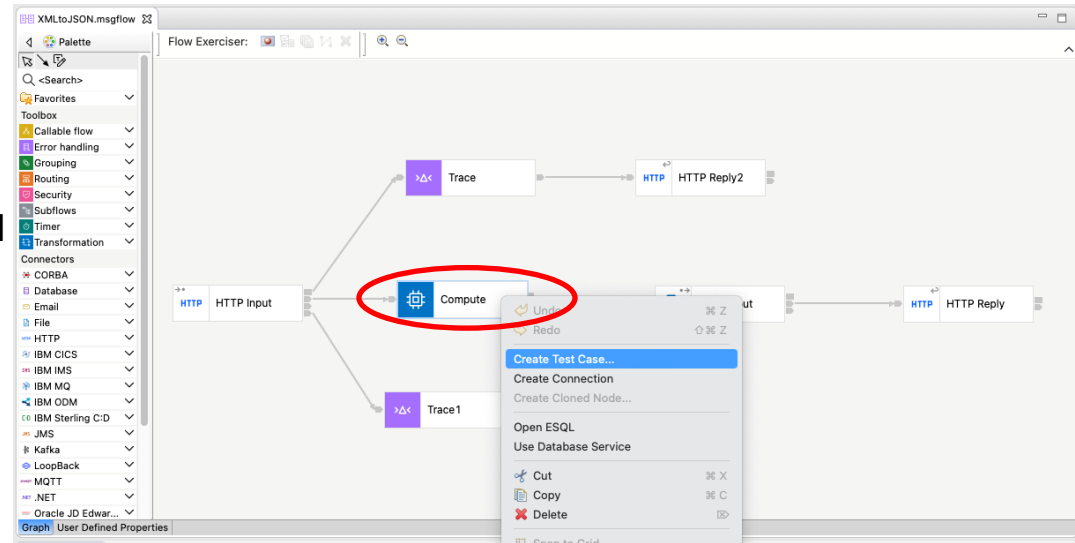 XMLtoJSON.msgflow
Palette
Flow Exerciser:
<Search>
Favorites
Toolbox
Callable flow
Error handling
Grouping
Routing
Security
Subflows
Timer
Transformation
Connectors
CORBA
Database
Email
File
HTTP
IBM CICS
IBM IMS
IBM MQ
IBM ODM
IBM Sterling C:D
JMS
Kafka
LoopBack
MQTT
.NET
Oracle JD Edwar...
Trace
HTTP HTTP Reply2
HTTP HTTP Input
Compute
ut
HTTP HTTP Reply
Trace1
Undo ⌘ Z
Redo ⇧ ⌘ Z
Create Test Case...
Create Connection
Create Cloned Node...
Open ESQL
Use Database Service
Cut ⌘ X
Copy ⌘ C
Delete ⌦
Snap to Grid
Graph User Defined Properties